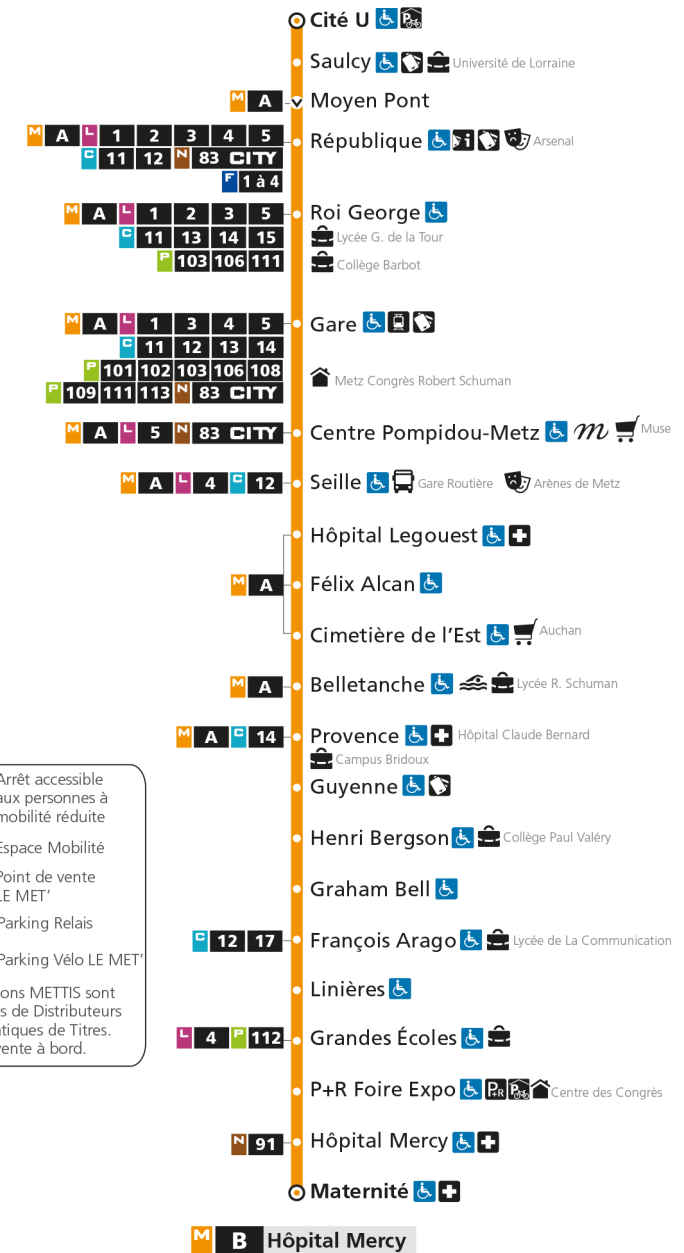 Cité U
Saulcy Université de Lorraine
M A Moyen Pont
M A L 1 2 3 4 5 République i Arsenal
C 11 12 N 83 CITY
F 1 à 4
M A L 1 2 3 5 Roi George
C 11 13 14 15 Lycée G. de la Tour
P 103 106 111 Collège Barbot
M A L 1 3 4 5 Gare
C 11 12 13 14
P 101 102 103 106 108 Metz Congrès Robert Schuman
P 109 111 113 N 83 CITY
M A L 5 N 83 CITY Centre Pompidou-Metz m Muse
M A L 4 C 12 Seille Gare Routière Arènes de Metz
Hôpital Legouest
M A Félix Alcan
Cimetière de l'Est Auchan
M A Belletanche Lycée R. Schuman
M A C 14 Provence Hôpital Claude Bernard
Campus Bridoux
Guyenne
Henri Bergson Collège Paul Valéry
Graham Bell
C 12 17 François Arago Lycée de La Communication
Linières
L 4 P 112 Grandes Écoles
P+R Foire Expo P+R P Centre des Congrès
N 91 Hôpital Mercy
Maternité
M B Hôpital Mercy
Arrêt accessible
aux personnes à
mobilité réduite
Espace Mobilité
Point de vente
LE MET'
Parking Relais
Parking Vélo LE MET'
ons METTIS sont
s de Distributeurs
tiques de Titres.
ente à bord.